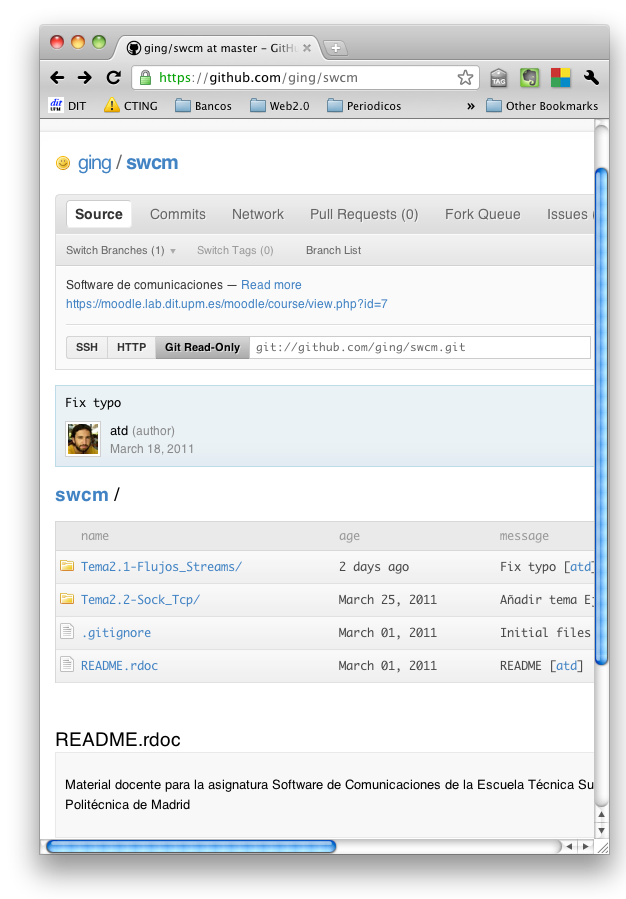 ging/swcm at master – GitHu
https://github.com/ging/swcm
TAG
dit UPM DIT CTING Bancos Web2.0 Periodicos » Other Bookmarks
ging / swcm
Source Commits Network Pull Requests (0) Fork Queue Issues (
Switch Branches (1) Switch Tags (0) Branch List
Software de comunicaciones — Read more
https://moodle.lab.dit.upm.es/moodle/course/view.php?id=7
SSH HTTP Git Read-Only git://github.com/ging/swcm.git
Fix typo
atd (author)
March 18, 2011
swcm /
name age message
Tema2.1-Flujos_Streams/ 2 days ago Fix typo [atd]
Tema2.2-Sock_Tcp/ March 25, 2011 Añadir tema Ej
.gitignore March 01, 2011 Initial files
README.rdoc March 01, 2011 README [atd]
README.rdoc
Material docente para la asignatura Software de Comunicaciones de la Escuela Técnica Su
Politécnica de Madrid